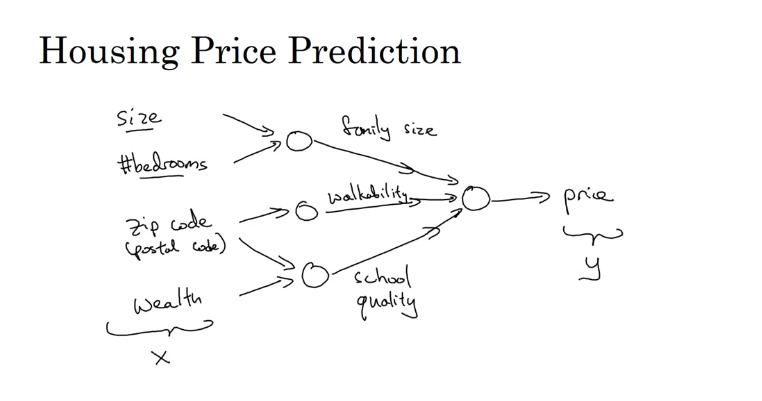 Housing Price Prediction
size
family size
#bedrooms
walkability
zip code
(postal code)
price
y
wealth
school
quality
x